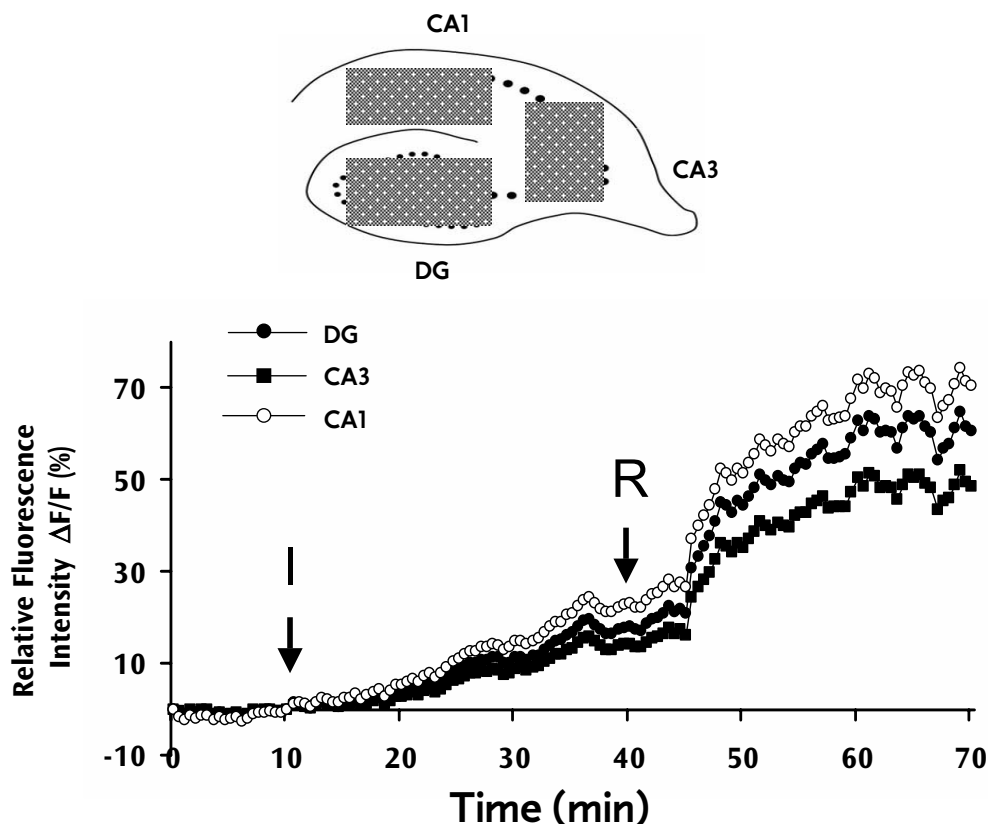 CA1
CA3
DG
DG
CA3
CA1
70
50
30
10
-10
I
R
0 10 20 30 40 50 60 70
Relative Fluorescence
Intensity ΔF/F (%)
Time (min)